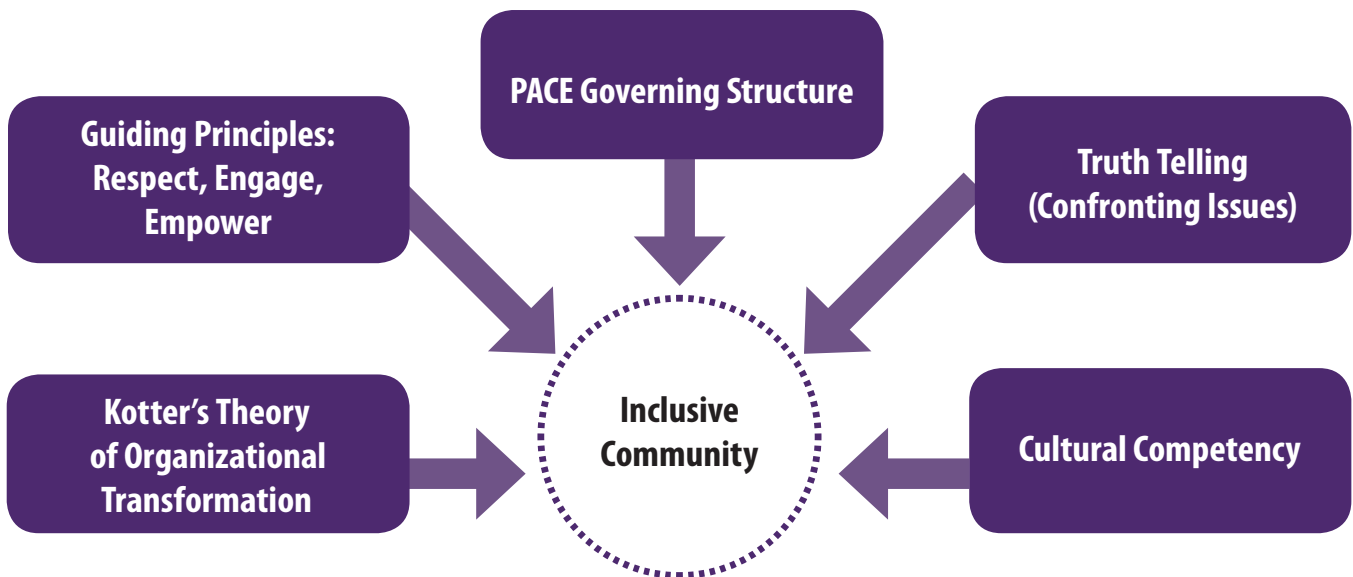 PACE Governing Structure
Guiding Principles:
Respect, Engage,
Empower
Truth Telling
(Confronting Issues)
Kotter’s Theory
of Organizational
Transformation
Inclusive
Community
Cultural Competency